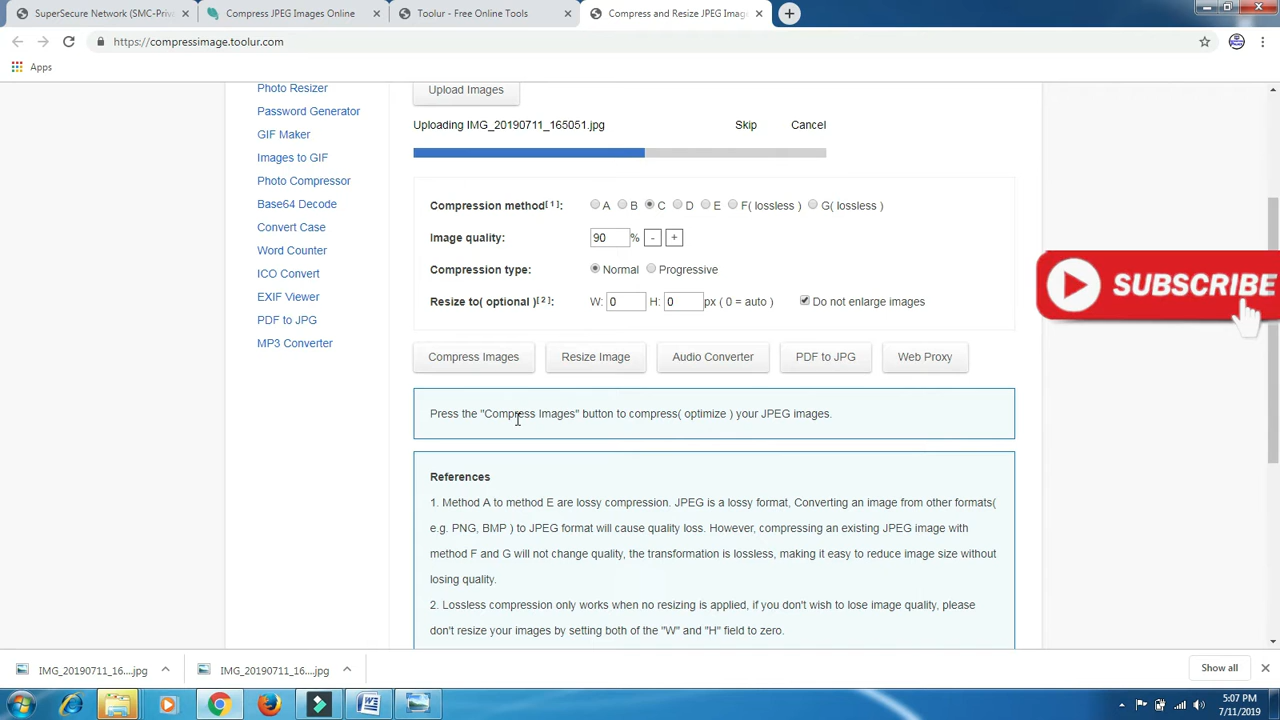 SuperSecure Network (SMC-Priv
Compress JPEG Images Online
Toolur - Free Online Tools
Compress and Resize JPEG Imag
https://compressimage.toolur.com
Apps
Photo Resizer
Password Generator
GIF Maker
Images to GIF
Photo Compressor
Base64 Decode
Convert Case
Word Counter
ICO Convert
EXIF Viewer
PDF to JPG
MP3 Converter
Upload Images
Uploading IMG_20190711_165051.jpg Skip Cancel
Compression method[ 1 ]: A B C D E F( lossless ) G( lossless )
Image quality: 90 % - +
Compression type: Normal Progressive
Resize to( optional )[ 2 ]: W: 0 H: 0 px ( 0 = auto ) Do not enlarge images
Compress Images Resize Image Audio Converter PDF to JPG Web Proxy
Press the "Compress Images" button to compress( optimize ) your JPEG images.
References
1. Method A to method E are lossy compression. JPEG is a lossy format, Converting an image from other formats(
e.g. PNG, BMP ) to JPEG format will cause quality loss. However, compressing an existing JPEG image with
method F and G will not change quality, the transformation is lossless, making it easy to reduce image size without
losing quality.
2. Lossless compression only works when no resizing is applied, if you don't wish to lose image quality, please
don't resize your images by setting both of the "W" and "H" field to zero.
SUBSCRIBE
IMG_20190711_16....jpg
IMG_20190711_16....jpg
Show all
5:07 PM
7/11/2019